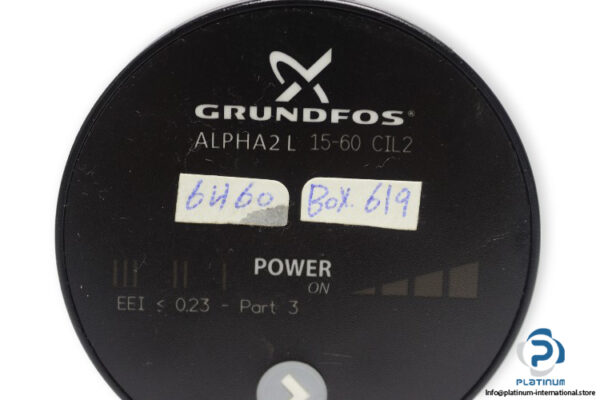 GRUNDFOS®
ALPHA2 L 15-60 CIL2
6460 BOX.619
III II I POWER
ON
EEI ≤ 0.23 - Part 3
PLATINUM
Info@platinum-international.store